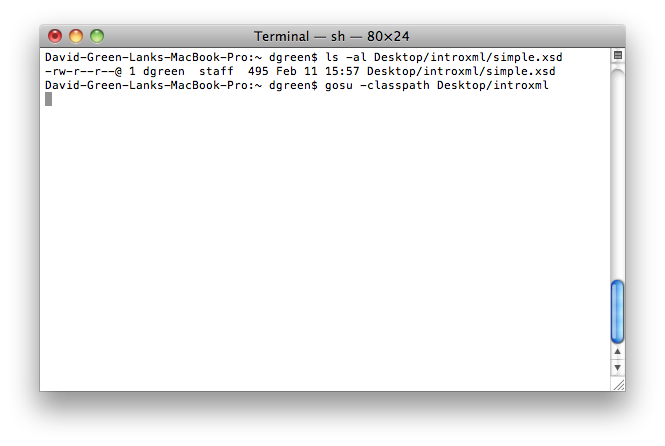 Terminal — sh — 80×24
David-Green-Lanks-MacBook-Pro:~ dgreen$ ls -al Desktop/introxml/simple.xsd
-rw-r--r--@ 1 dgreen  staff  495 Feb 11 15:57 Desktop/introxml/simple.xsd
David-Green-Lanks-MacBook-Pro:~ dgreen$ gosu -classpath Desktop/introxml